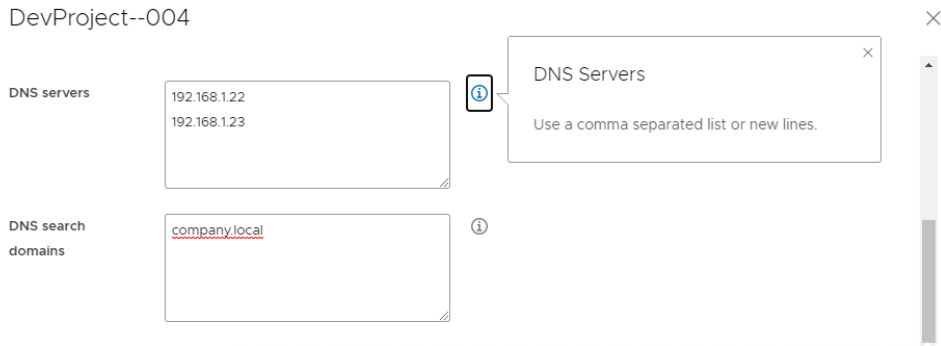 DevProject--004
DNS servers
192.168.1.22
192.168.1.23
DNS Servers
Use a comma separated list or new lines.
DNS search
domains
company.local